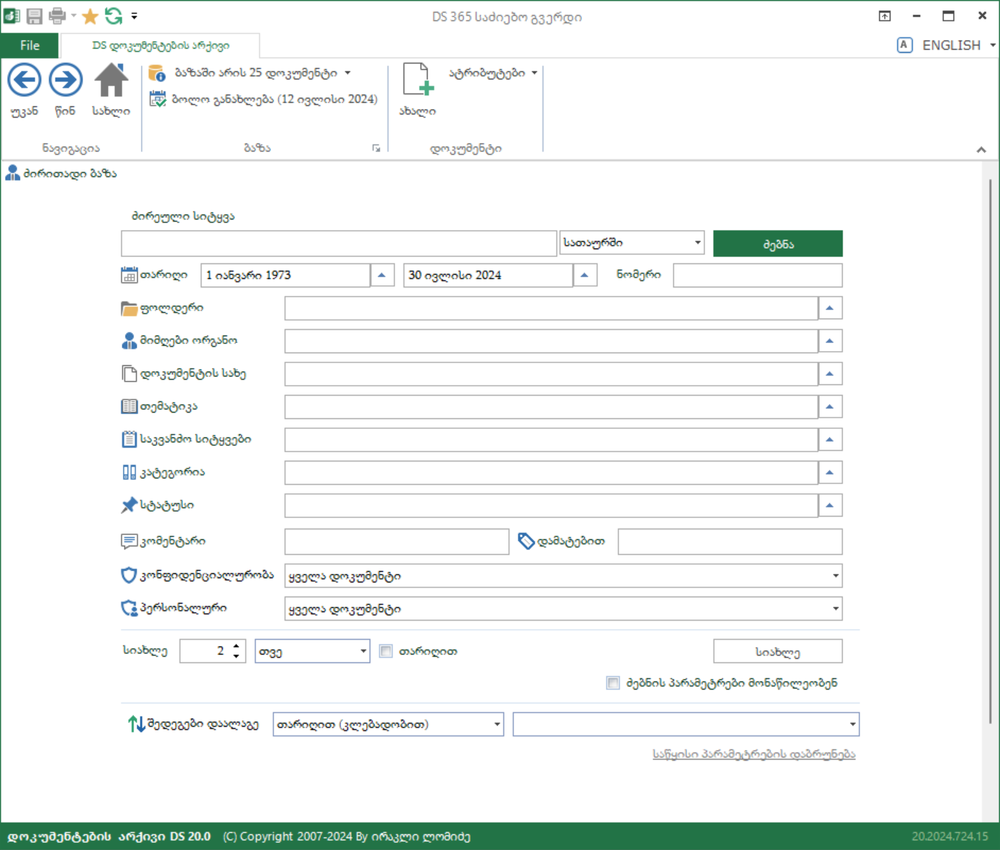 DS 365 საძიებო გვერდი
File DS დოკუმენტების არქივი A ENGLISH
ბაზაში არის 25 დოკუმენტი ატრიბუტები
ბოლო განახლება (12 ივლისი 2024)
უკან წინ სახლი ახალი
ნავიგაცია ბაზა დოკუმენტი
ძირითადი ბაზა
ძირეული სიტყვა
სათაურში ძებნა
თარიღი 1 იანვარი 1973 30 ივლისი 2024 ნომერი
ფოლდერი
მიმღები ორგანო
დოკუმენტის სახე
თემატიკა
საკვანძო სიტყვები
კატეგორია
სტატუსი
კომენტარი დამატებით
კონფიდენციალურობა ყველა დოკუმენტი
პერსონალური ყველა დოკუმენტი
სიახლე 2 თვე თარიღით სიახლე
ძებნის პარამეტრები მონაწილეობენ
შედეგები დაალაგე თარიღით (კლებადობით)
საწყისი პარამეტრების დაბრუნება
დოკუმენტების არქივი DS 20.0 (C) Copyright 2007-2024 By ირაკლი ლომიძე 20.2024.724.15